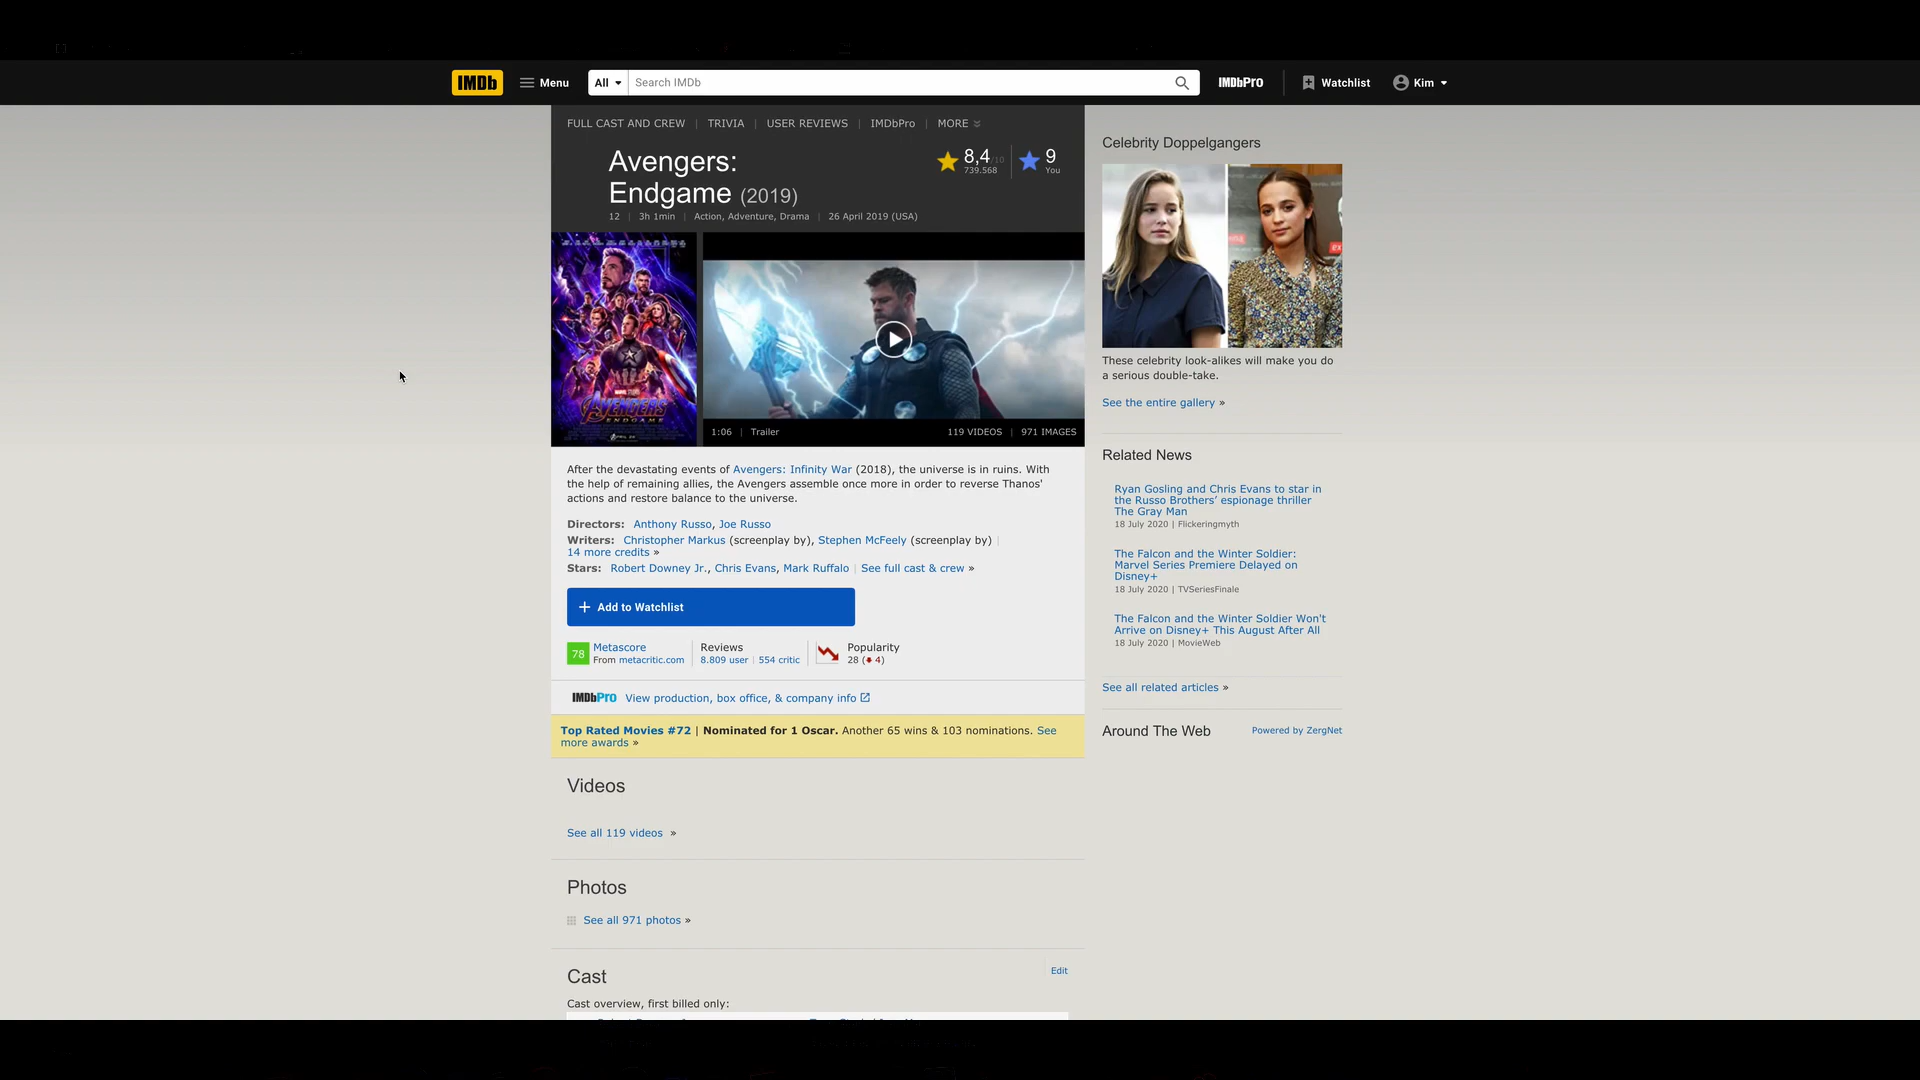 IMDb
Menu
All
Search IMDb
IMDbPro
Watchlist
Kim
FULL CAST AND CREW | TRIVIA | USER REVIEWS | IMDbPro | MORE
Avengers:
Endgame (2019)
8,4/10
739.568
9
You
12 | 3h 1min | Action, Adventure, Drama | 26 April 2019 (USA)
AVENGERS
ENDGAME
1:06 | Trailer
119 VIDEOS | 971 IMAGES
After the devastating events of Avengers: Infinity War (2018), the universe is in ruins. With
the help of remaining allies, the Avengers assemble once more in order to reverse Thanos'
actions and restore balance to the universe.
Directors: Anthony Russo, Joe Russo
Writers: Christopher Markus (screenplay by), Stephen McFeely (screenplay by) |
14 more credits »
Stars: Robert Downey Jr., Chris Evans, Mark Ruffalo | See full cast & crew »
+ Add to Watchlist
78
Metascore
From metacritic.com
Reviews
8.809 user | 554 critic
Popularity
28 (4)
IMDbPro View production, box office, & company info
Top Rated Movies #72 | Nominated for 1 Oscar. Another 65 wins & 103 nominations. See
more awards »
Videos
See all 119 videos »
Photos
See all 971 photos »
Cast
Edit
Cast overview, first billed only:
Celebrity Doppelgangers
These celebrity look-alikes will make you do
a serious double-take.
See the entire gallery »
Related News
Ryan Gosling and Chris Evans to star in
the Russo Brothers' espionage thriller
The Gray Man
18 July 2020 | Flickeringmyth
The Falcon and the Winter Soldier:
Marvel Series Premiere Delayed on
Disney+
18 July 2020 | TVSeriesFinale
The Falcon and the Winter Soldier Won't
Arrive on Disney+ This August After All
18 July 2020 | MovieWeb
See all related articles »
Around The Web
Powered by ZergNet